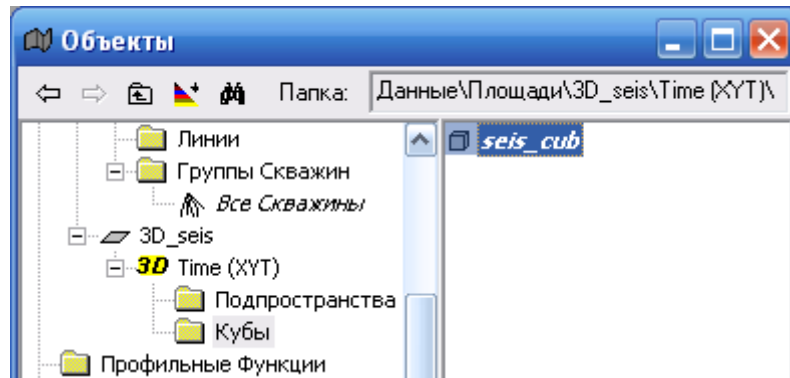 Объекты
Папка: Данные\Площади\3D_seis\Time (XYT)\
Линии
Группы Скважин
Все Скважины
3D_seis
3D Time (XYT)
Подпространства
Кубы
Профильные Функции
seis_cub